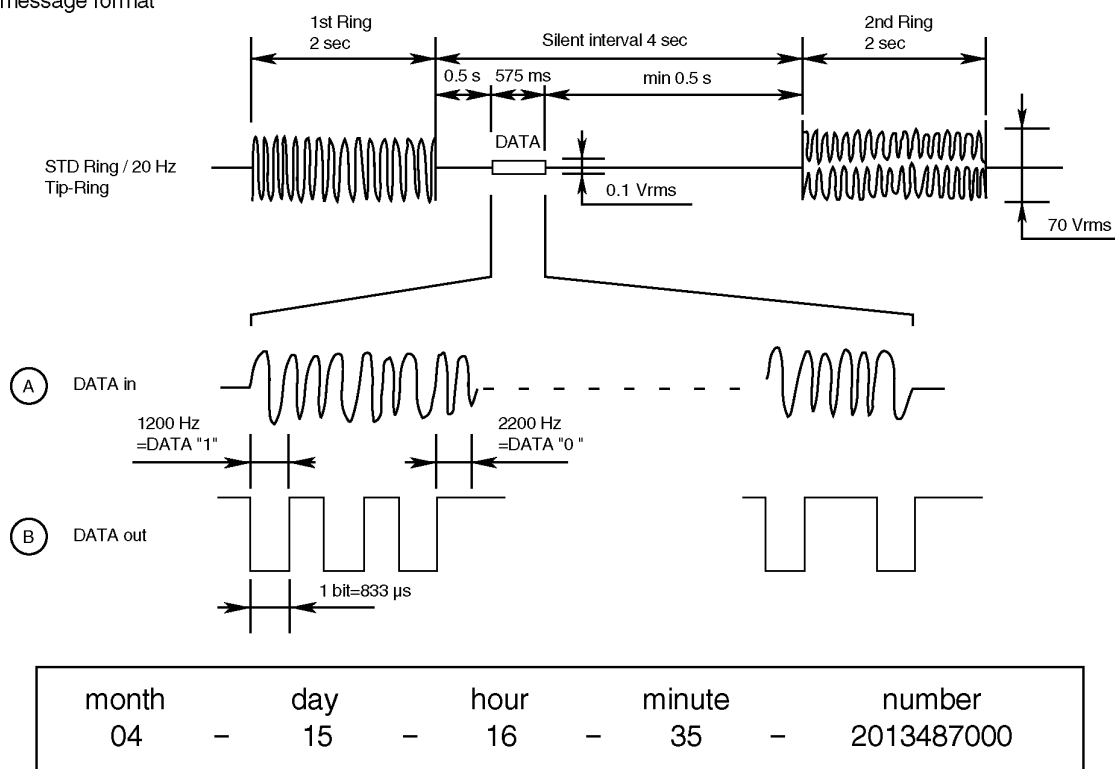 message format
1st Ring
2 sec
Silent interval 4 sec
2nd Ring
2 sec
0.5 s
575 ms
min 0.5 s
DATA
STD Ring / 20 Hz
Tip-Ring
0.1 Vrms
70 Vrms
A
DATA in
1200 Hz
=DATA "1"
2200 Hz
=DATA "0 "
B
DATA out
1 bit=833 µs
month day hour minute number
04 – 15 – 16 – 35 – 2013487000